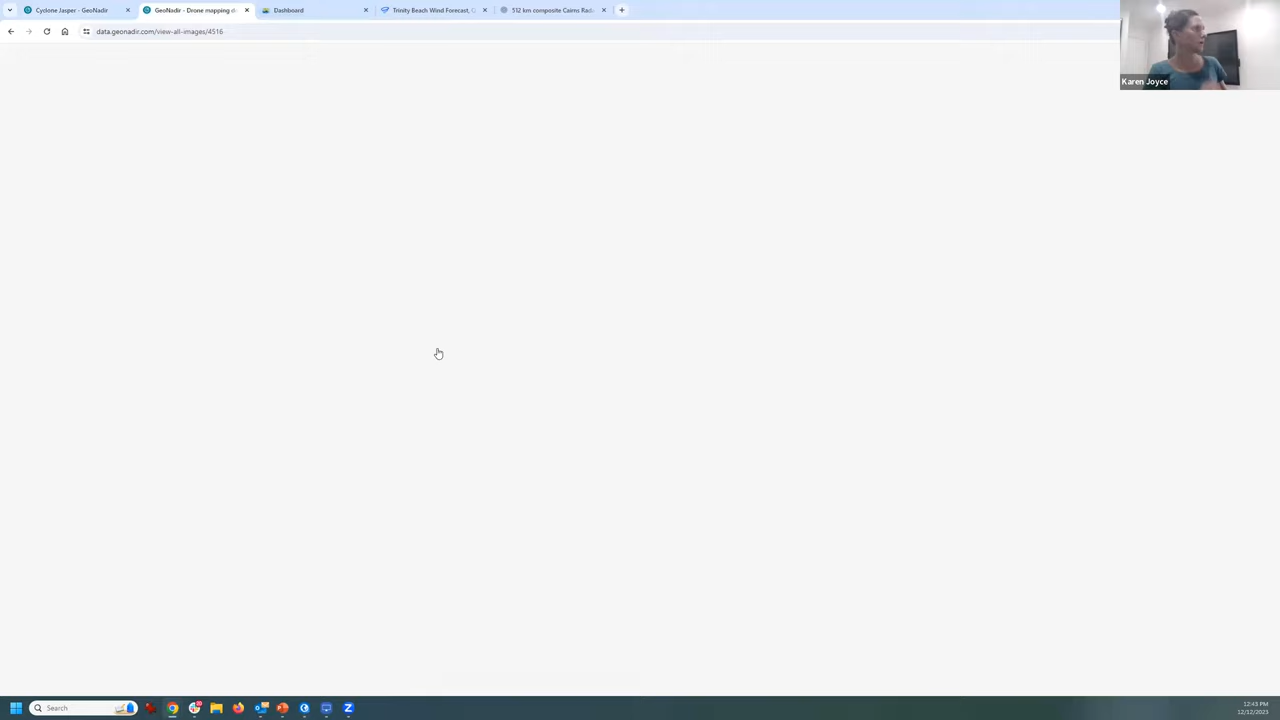 Cyclone Jasper - GeoNadir
GeoNadir - Drone mapping d
Dashboard
Trinity Beach Wind Forecast, Q
512 km composite Cairns Rada
data.geonadir.com/view-all-images/4516
Karen Joyce
Search
12:43 PM
12/12/2023